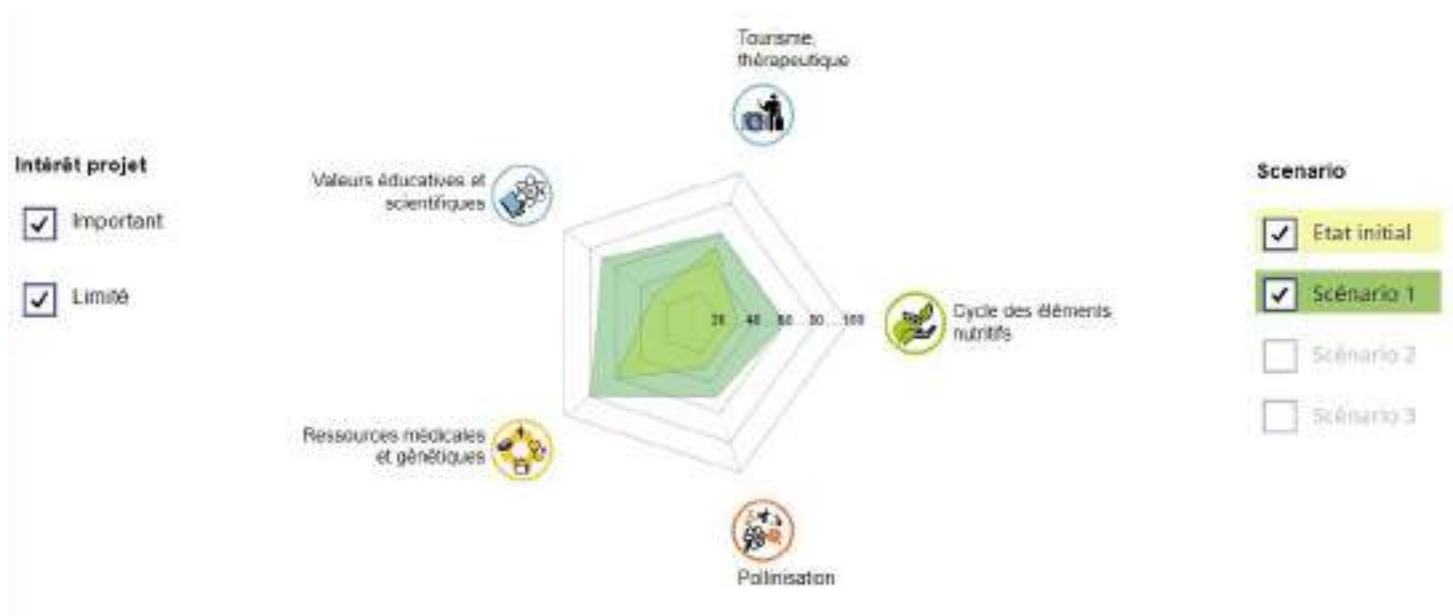 Tourisme,
thérapeutique
Intérêt projet
Important
Limité
Valeurs éducatives et
scientifiques
Scenario
Etat initial
Scénario 1
Scénario 2
Scénario 3
20 40 60 80 100
Cycle des éléments
nutritifs
Ressources médicales
et génétiques
Pollinisation